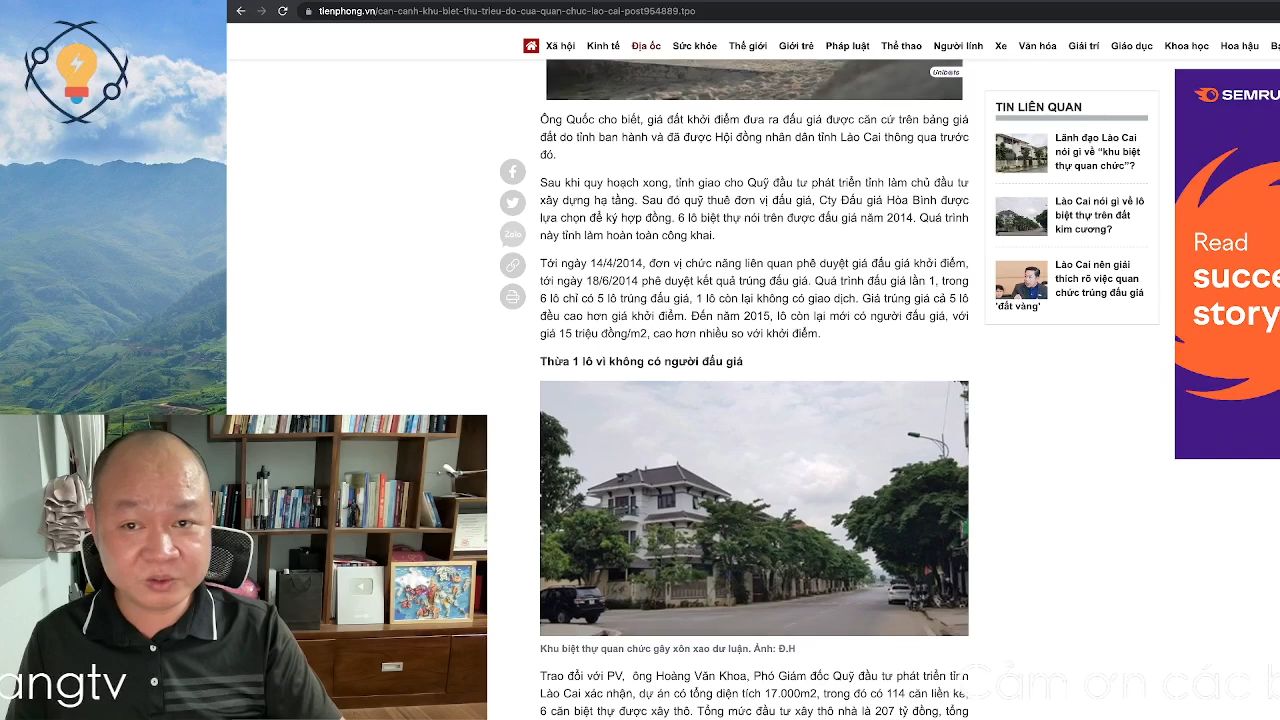 tienphong.vn/can-canh-khu-biet-thu-trieu-do-cua-quan-chuc-lao-cai-post954889.tpo
Xã hội Kinh tế Địa ốc Sức khỏe Thế giới Giới trẻ Pháp luật Thể thao Người lính Xe Văn hóa Giải trí Giáo dục Khoa học Hoa hậu
Unibots
Ông Quốc cho biết, giá đất khởi điểm đưa ra đấu giá được căn cứ trên bảng giá
đất do tỉnh ban hành và đã được Hội đồng nhân dân tỉnh Lào Cai thông qua trước
đó.
Sau khi quy hoạch xong, tỉnh giao cho Quỹ đầu tư phát triển tỉnh làm chủ đầu tư
xây dựng hạ tầng. Sau đó quỹ thuê đơn vị đấu giá, Cty Đấu giá Hòa Bình được
lựa chọn để ký hợp đồng. 6 lô biệt thự nói trên được đấu giá năm 2014. Quá trình
này tỉnh làm hoàn toàn công khai.
Zalo
Tới ngày 14/4/2014, đơn vị chức năng liên quan phê duyệt giá đấu giá khởi điểm,
tới ngày 18/6/2014 phê duyệt kết quả trúng đấu giá. Quá trình đấu giá lần 1, trong
6 lô chỉ có 5 lô trúng đấu giá, 1 lô còn lại không có giao dịch. Giá trúng giá cả 5 lô
đều cao hơn giá khởi điểm. Đến năm 2015, lô còn lại mới có người đấu giá, với
giá 15 triệu đồng/m2, cao hơn nhiều so với khởi điểm.
Thừa 1 lô vì không có người đấu giá
Khu biệt thự quan chức gây xôn xao dư luận. Ảnh: Đ.H
Trao đổi với PV, ông Hoàng Văn Khoa, Phó Giám đốc Quỹ đầu tư phát triển tỉnh
Lào Cai xác nhận, dự án có tổng diện tích 17.000m2, trong đó có 114 căn liền kề,
6 căn biệt thự được xây thô. Tổng mức đầu tư xây thô nhà là 207 tỷ đồng, tổng
TIN LIÊN QUAN
Lãnh đạo Lào Cai
nói gì về “khu biệt
thự quan chức”?
Lào Cai nói gì về lô
biệt thự trên đất
kim cương?
Lào Cai nên giải
thích rõ việc quan
chức trúng đấu giá
'đất vàng'
SEMRU
Read
succe
story
angtv
Cảm ơn các b